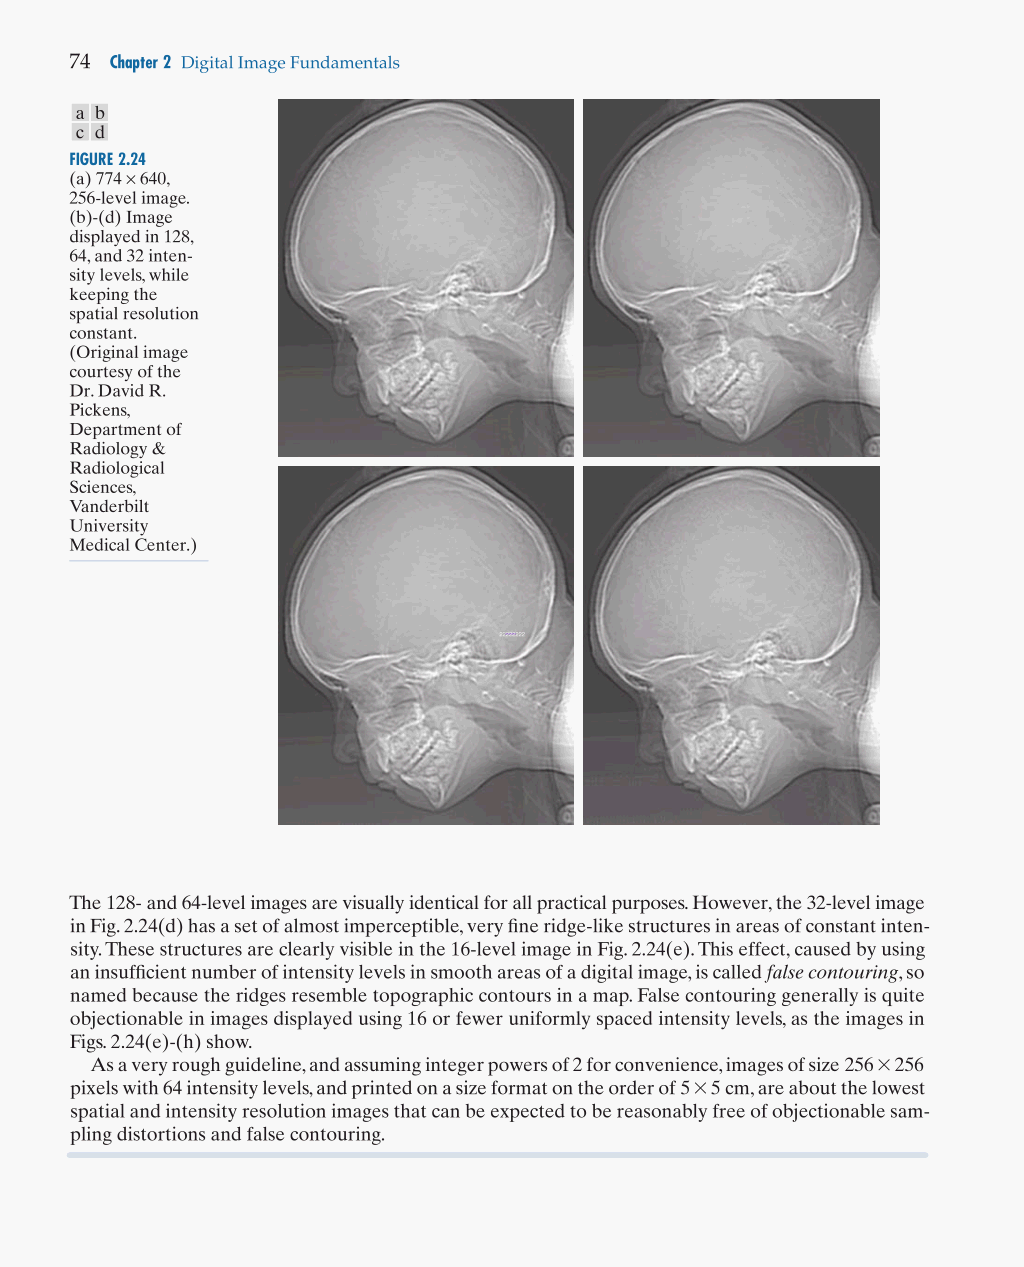 74 Chapter 2 Digital Image Fundamentals
a b
c d
FIGURE 2.24
(a) 774 × 640,
256-level image.
(b)-(d) Image
displayed in 128,
64, and 32 inten-
sity levels, while
keeping the
spatial resolution
constant.
(Original image
courtesy of the
Dr. David R.
Pickens,
Department of
Radiology &
Radiological
Sciences,
Vanderbilt
University
Medical Center.)
The 128- and 64-level images are visually identical for all practical purposes. However, the 32-level image
in Fig. 2.24(d) has a set of almost imperceptible, very fine ridge-like structures in areas of constant inten-
sity. These structures are clearly visible in the 16-level image in Fig. 2.24(e). This effect, caused by using
an insufficient number of intensity levels in smooth areas of a digital image, is called false contouring, so
named because the ridges resemble topographic contours in a map. False contouring generally is quite
objectionable in images displayed using 16 or fewer uniformly spaced intensity levels, as the images in
Figs. 2.24(e)-(h) show.
As a very rough guideline, and assuming integer powers of 2 for convenience, images of size 256 × 256
pixels with 64 intensity levels, and printed on a size format on the order of 5 × 5 cm, are about the lowest
spatial and intensity resolution images that can be expected to be reasonably free of objectionable sam-
pling distortions and false contouring.